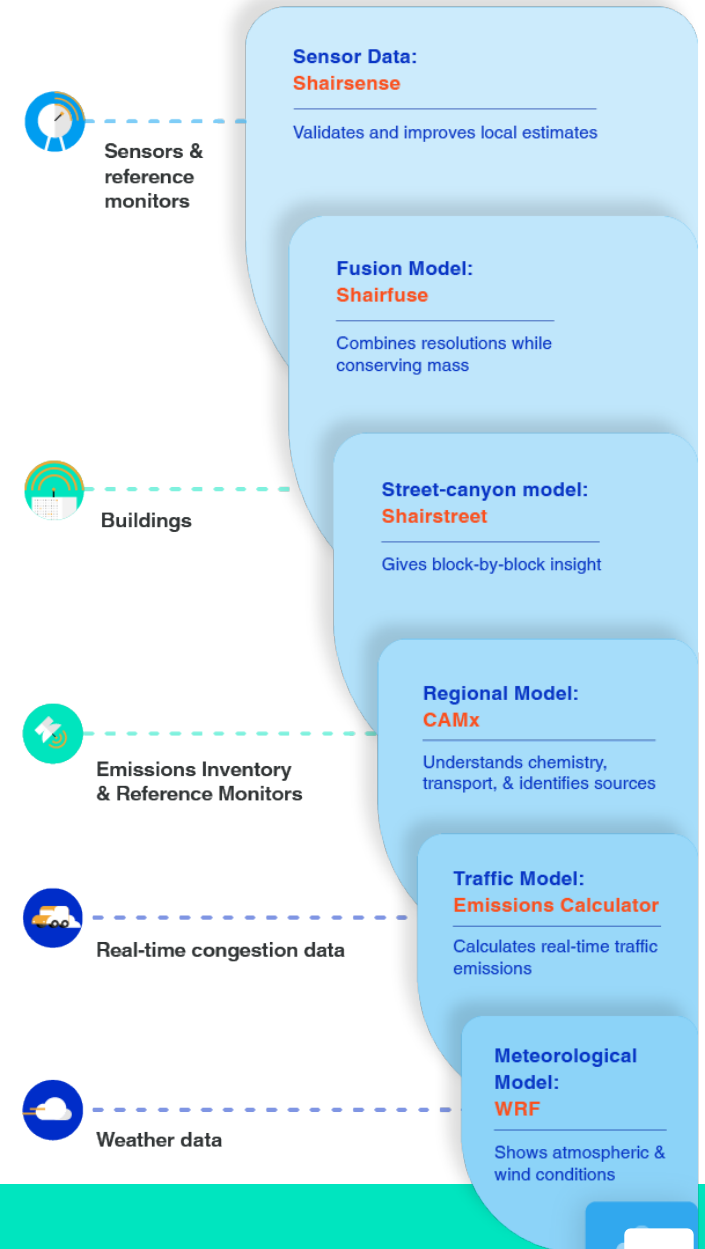 Sensor Data:
Shairsense
Validates and improves local estimates
Sensors &
reference
monitors
Fusion Model:
Shairfuse
Combines resolutions while
conserving mass
Street-canyon model:
Shairstreet
Gives block-by-block insight
Buildings
Regional Model:
CAMx
Understands chemistry,
transport, & identifies sources
Emissions Inventory
& Reference Monitors
Traffic Model:
Emissions Calculator
Calculates real-time traffic
emissions
Real-time congestion data
Meteorological
Model:
WRF
Shows atmospheric &
wind conditions
Weather data